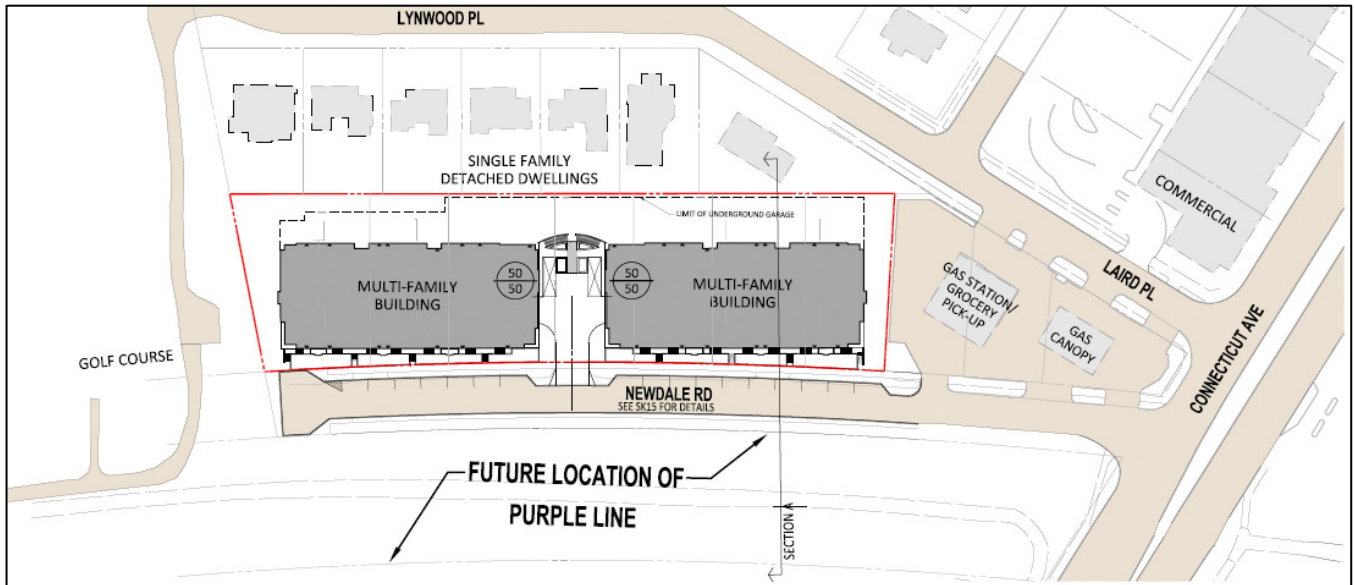 LYNWOOD PL
SINGLE FAMILY
DETACHED DWELLINGS
LIMIT OF UNDERGROUND GARAGE
COMMERCIAL
MULTI-FAMILY
BUILDING
50
50
50
50
MULTI-FAMILY
BUILDING
GAS STATION/
GROCERY
PICK-UP
GAS
CANOPY
LAIRD PL
CONNECTICUT AVE
GOLF COURSE
NEWDALE RD
SEE SK15 FOR DETAILS
FUTURE LOCATION OF
PURPLE LINE
SECTION A